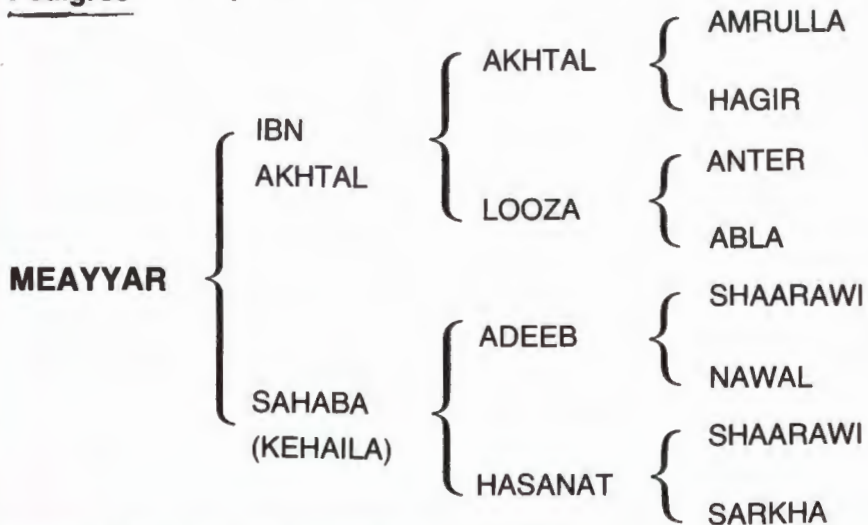 AMRULLA
AKHTAL
HAGIR
IBN
AKHTAL
ANTER
LOOZA
ABLA
MEAYYAR
SHAARAWI
ADEEB
NAWAL
SAHABA
(KEHAILA)
SHAARAWI
HASANAT
SARKHA